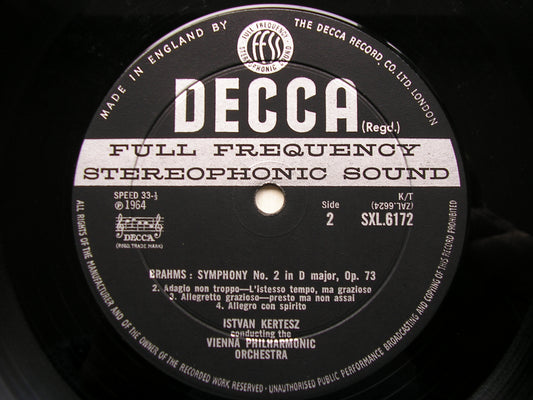 MADE IN ENGLAND BY
THE DECCA RECORD CO. LTD. LONDON
FULL FREQUENCY
ffss
STEREOPHONIC SOUND
DECCA
(Regd.)
FULL FREQUENCY
STEREOPHONIC SOUND
SPEED 33-⅓
Ⓟ 1964
DECCA
(REGD. TRADE MARK)
K/T
(ZAL.6624)
Side
2
SXL.6172
BRAHMS : SYMPHONY No. 2 in D major, Op. 73
2. Adagio non troppo—L'istesso tempo, ma grazioso
3. Allegretto grazioso—presto ma non assai
4. Allegro con spirito
ISTVAN KERTESZ
conducting the
VIENNA PHILHARMONIC
ORCHESTRA
ALL RIGHTS OF THE MANUFACTURER AND OF THE OWNER OF THE RECORDED WORK RESERVED · UNAUTHORISED PUBLIC PERFORMANCE BROADCASTING AND COPYING OF THIS RECORD PROHIBITED